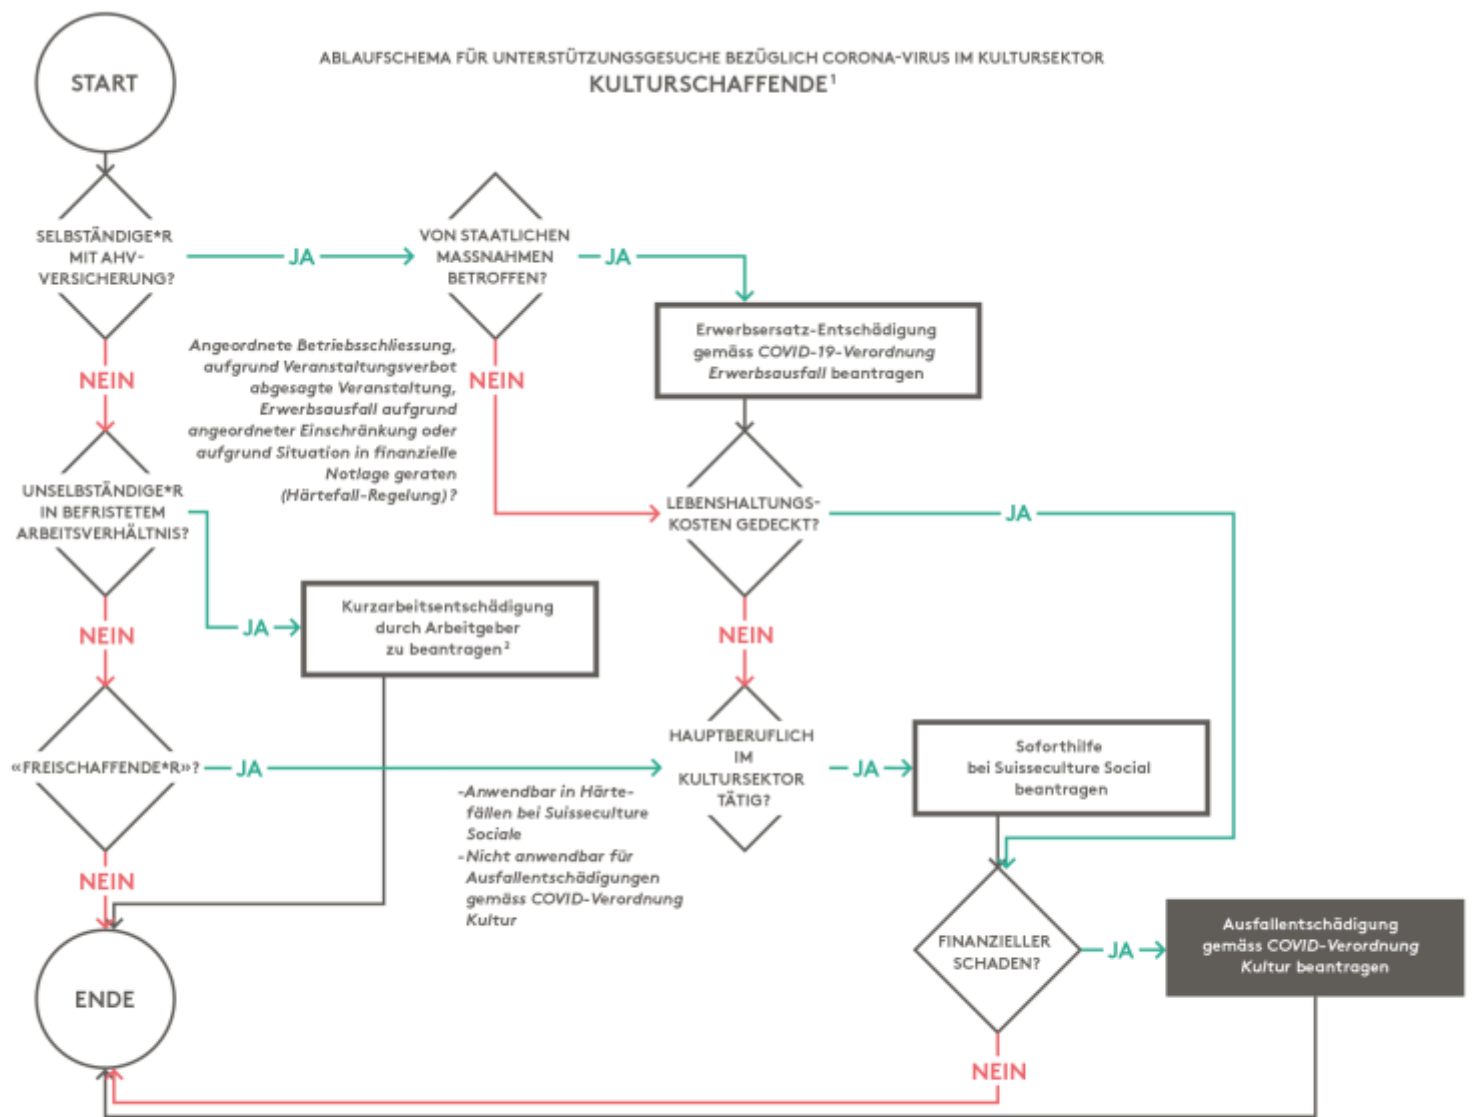 START
ABLAUFSCHEMA FÜR UNTERSTÜTZUNGSGESUCHE BEZÜGLICH CORONA-VIRUS IM KULTURSEKTOR
KULTURSCHAFFENDE¹
SELBSTÄNDIGE*R
MIT AHV-
VERSICHERUNG?
JA
VON STAATLICHEN
MASSNAHMEN
BETROFFEN?
JA
Erwerbsersatz-Entschädigung
gemäss COVID-19-Verordnung
Erwerbsausfall beantragen
NEIN
Angeordnete Betriebsschliessung,
aufgrund Veranstaltungsverbot
abgesagte Veranstaltung,
Erwerbsausfall aufgrund
angeordneter Einschränkung oder
aufgrund Situation in finanzielle
Notlage geraten
(Härtefall-Regelung)?
NEIN
UNSELBSTÄNDIGE*R
IN BEFRISTETEM
ARBEITSVERHÄLTNIS?
LEBENSHALTUNGS-
KOSTEN GEDECKT?
JA
NEIN
JA
Kurzarbeitsentschädigung
durch Arbeitgeber
zu beantragen²
NEIN
«FREISCHAFFENDE*R»?
JA
-Anwendbar in Härte-
fällen bei Suisseculture
Sociale
-Nicht anwendbar für
Ausfallentschädigungen
gemäss COVID-Verordnung
Kultur
HAUPTBERUFLICH
IM
KULTURSEKTOR
TÄTIG?
JA
Soforthilfe
bei Suisseculture Social
beantragen
NEIN
FINANZIELLER
SCHADEN?
JA
Ausfallentschädigung
gemäss COVID-Verordnung
Kultur beantragen
ENDE
NEIN